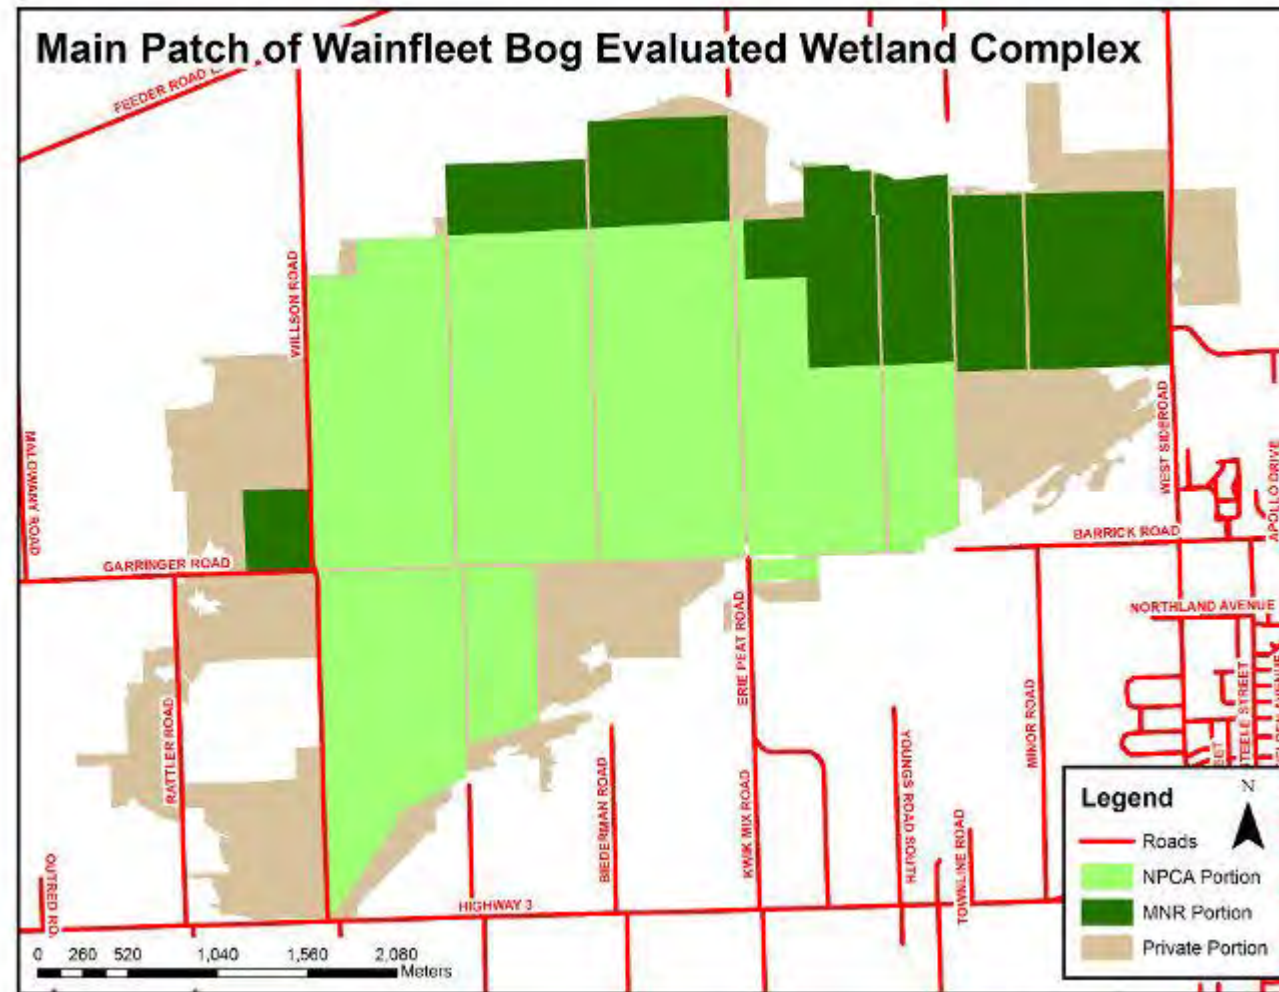 Main Patch of Wainfleet Bog Evaluated Wetland Complex
FEEDER ROAD
WILLSON ROAD
MALOWANY ROAD
GARRINGER ROAD
WEST SIDEROAD
APOLLO DRIVE
BARRICK ROAD
NORTHLAND AVENUE
ERIE PEAT ROAD
MINOR ROAD
RATTLER ROAD
BIEDERMAN ROAD
KWIK MIX ROAD
YOUNGS ROAD SOUTH
TOWNLINE ROAD
STEELE STREET
OUTRED RD.
HIGHWAY 3
Legend
N
Roads
NPCA Portion
MNR Portion
Private Portion
0 260 520 1,040 1,560 2,080
Meters